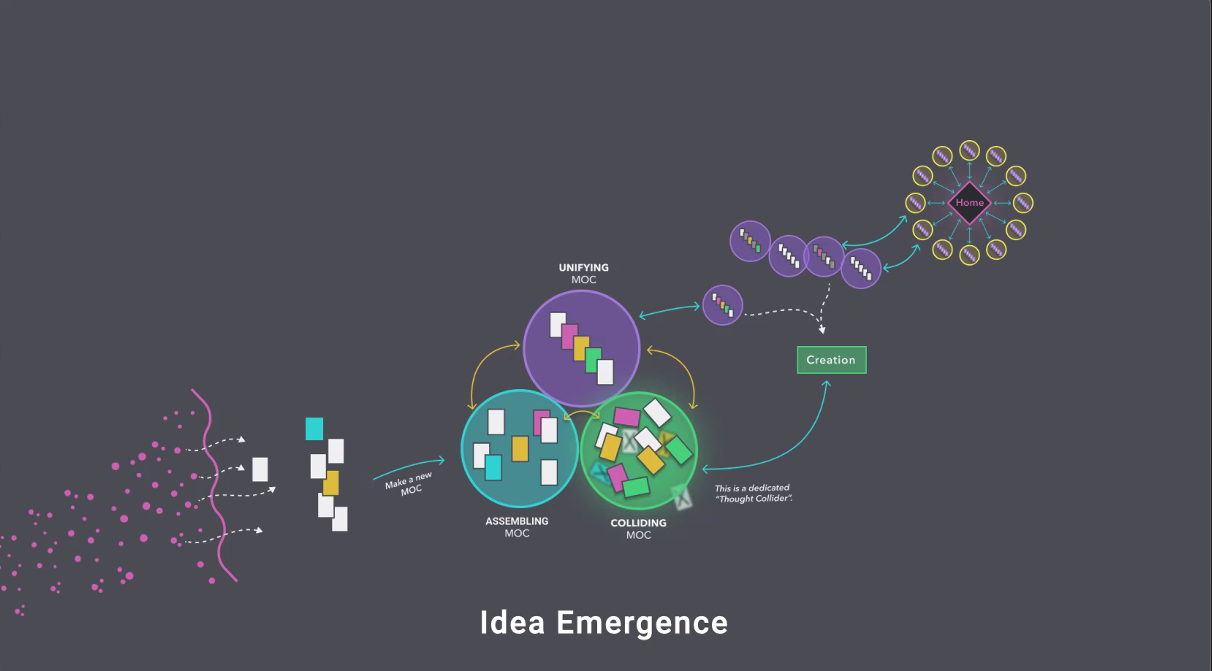 Home
UNIFYING
MOC
Creation
Make a new
MOC
This is a dedicated
"Thought Collider".
ASSEMBLING
MOC
COLLIDING
MOC
Idea Emergence